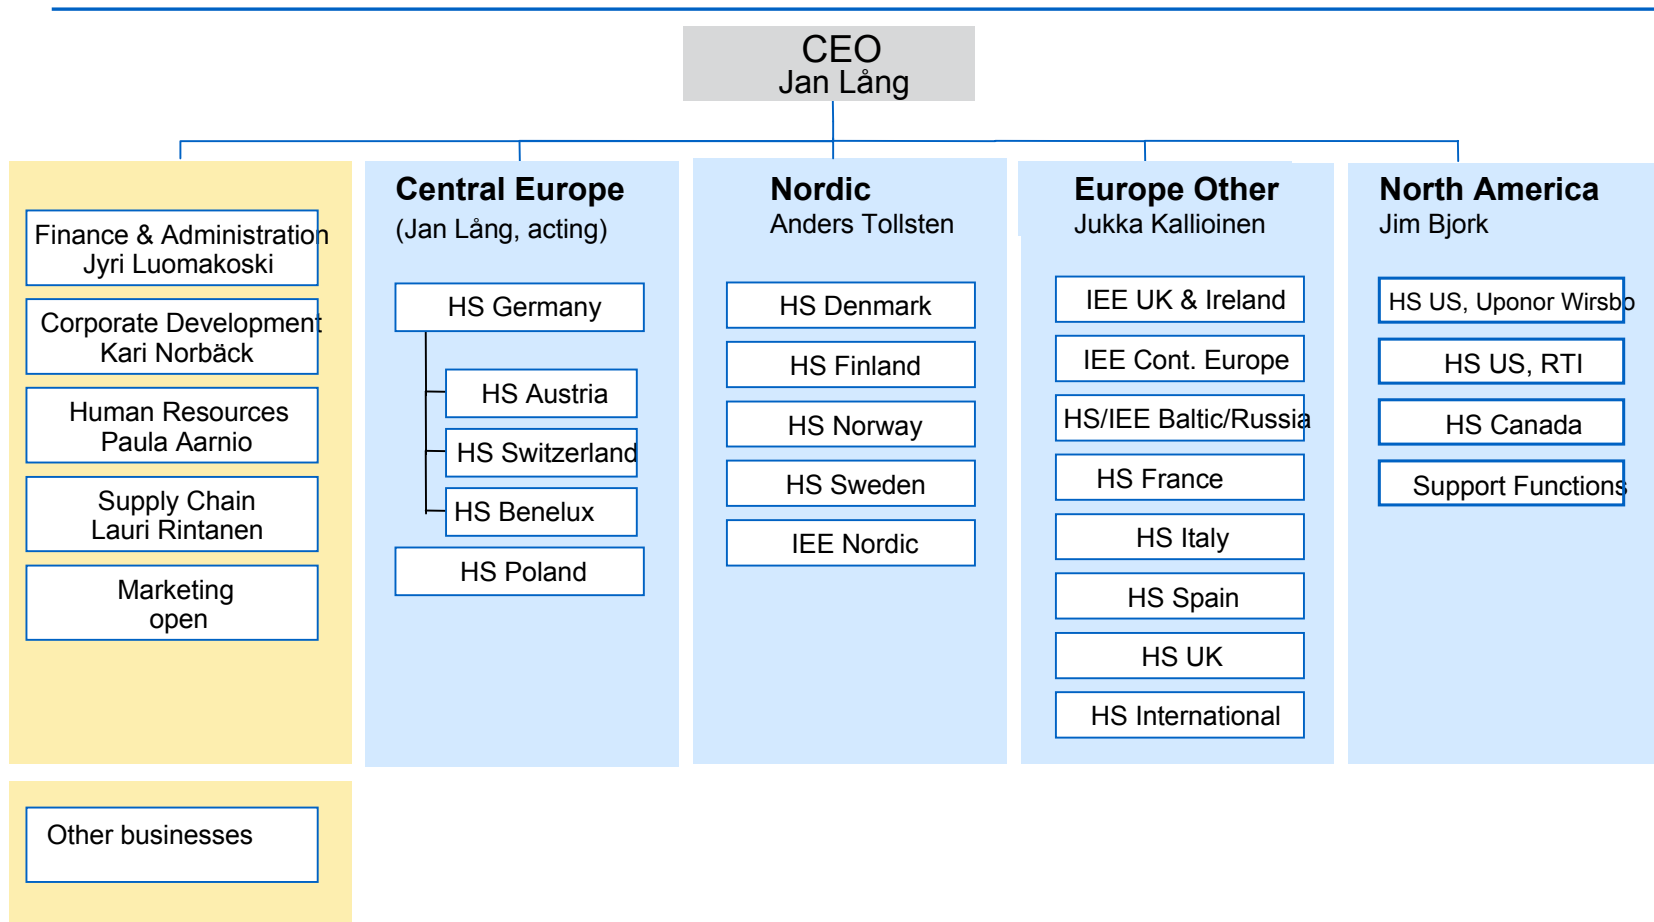 CEO
Jan Lång
Finance & Administration
Jyri Luomakoski
Corporate Development
Kari Norbäck
Human Resources
Paula Aarnio
Supply Chain
Lauri Rintanen
Marketing
open
Other businesses
Central Europe
(Jan Lång, acting)
HS Germany
HS Austria
HS Switzerland
HS Benelux
HS Poland
Nordic
Anders Tollsten
HS Denmark
HS Finland
HS Norway
HS Sweden
IEE Nordic
Europe Other
Jukka Kallioinen
IEE UK & Ireland
IEE Cont. Europe
HS/IEE Baltic/Russia
HS France
HS Italy
HS Spain
HS UK
HS International
North America
Jim Bjork
HS US, Uponor Wirsbo
HS US, RTI
HS Canada
Support Functions